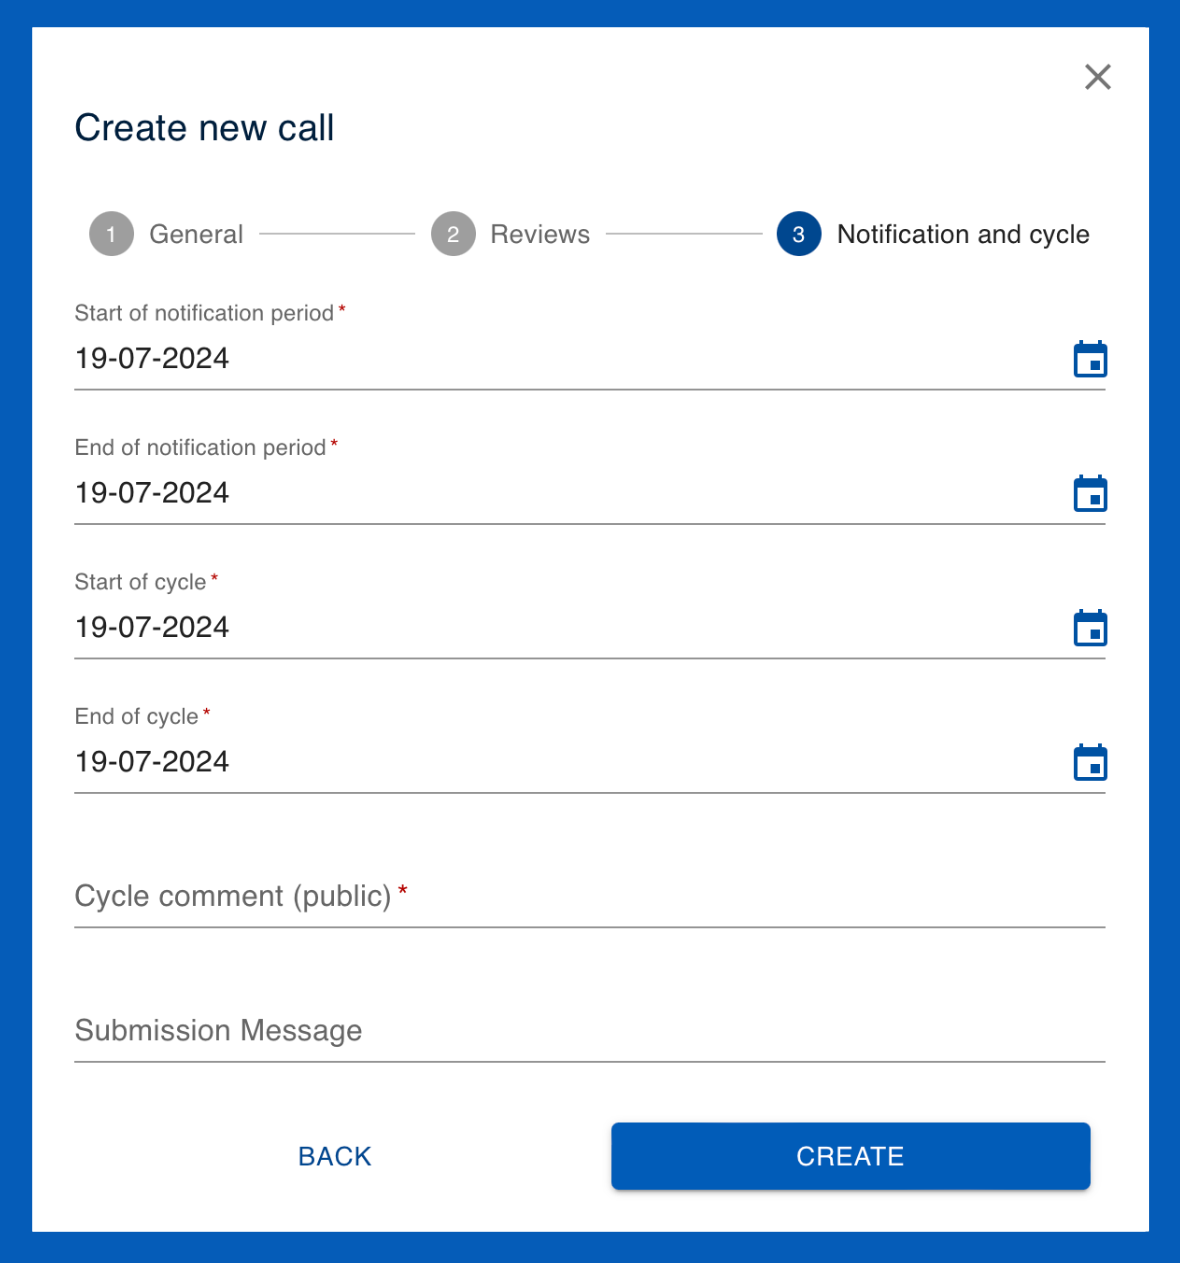 Create new call
1 General 2 Reviews 3 Notification and cycle
Start of notification period *
19-07-2024
End of notification period *
19-07-2024
Start of cycle *
19-07-2024
End of cycle *
19-07-2024
Cycle comment (public) *
Submission Message
BACK CREATE